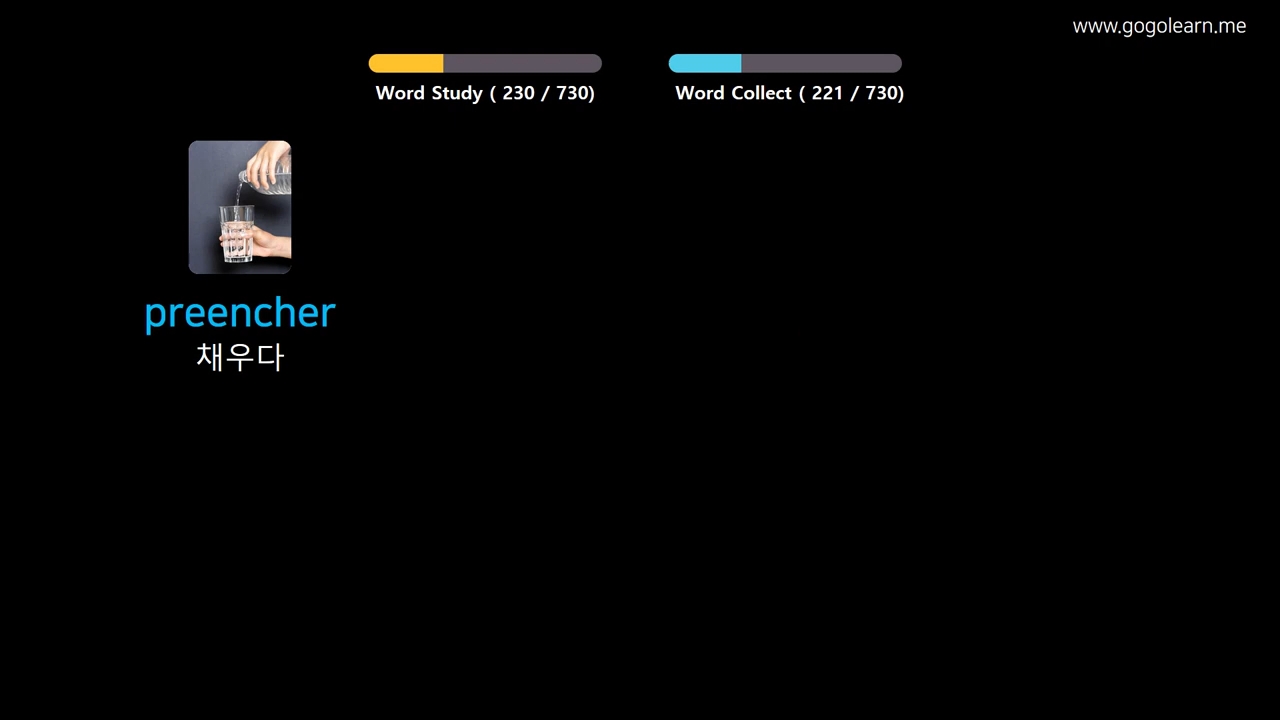 www.gogolearn.me
Word Study ( 230 / 730)
Word Collect ( 221 / 730)
preencher
채우다